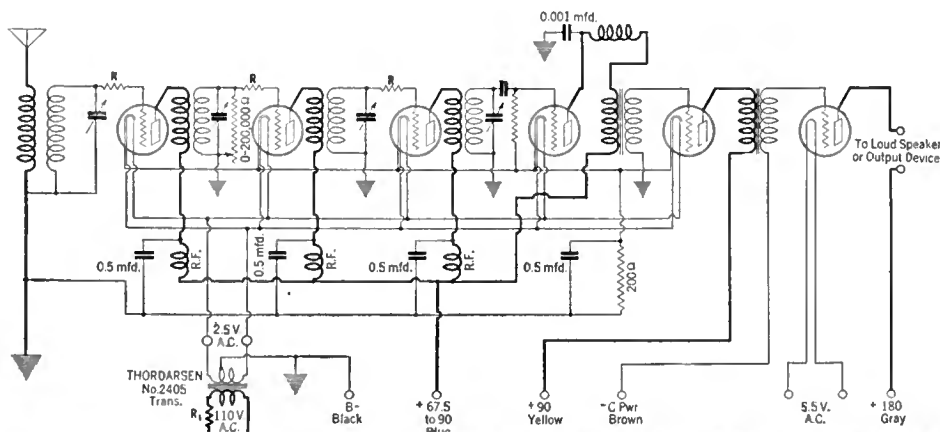 0.001 mfd.
R
R
R
0-200,000Ω
To Loud Speaker
or Output Device
0.5 mfd.
R.F.
0.5 mfd.
R.F.
0.5 mfd.
R.F.
0.5 mfd.
200Ω
2.5 V
A.C.
THORDARSEN
No.2405
Trans.
R₁
110 V
A.C.
B-
Black
+ 67.5
to 90
Blue
+ 90
Yellow
-C Pwr
Brown
5.5 V.
A.C.
+ 180
Gray